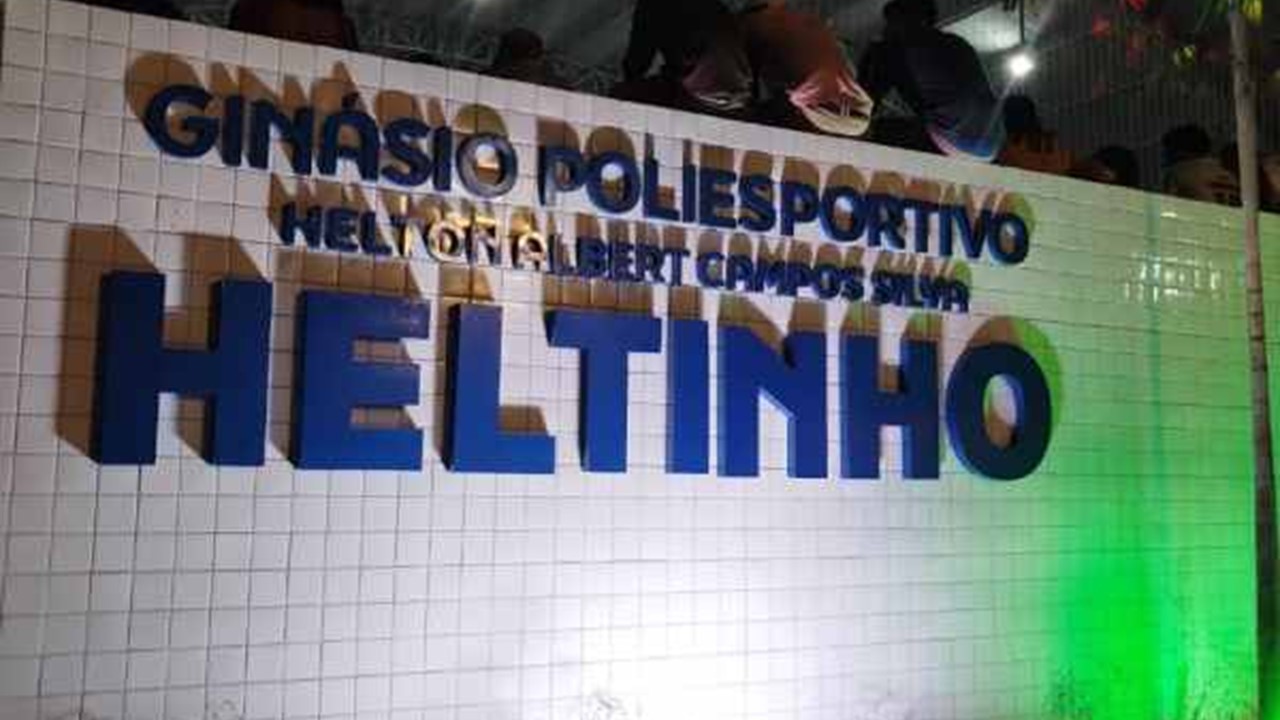 GINÁSIO POLIESPORTIVO
HELTON ALBERT CAMPOS SILVA
HELTINHO